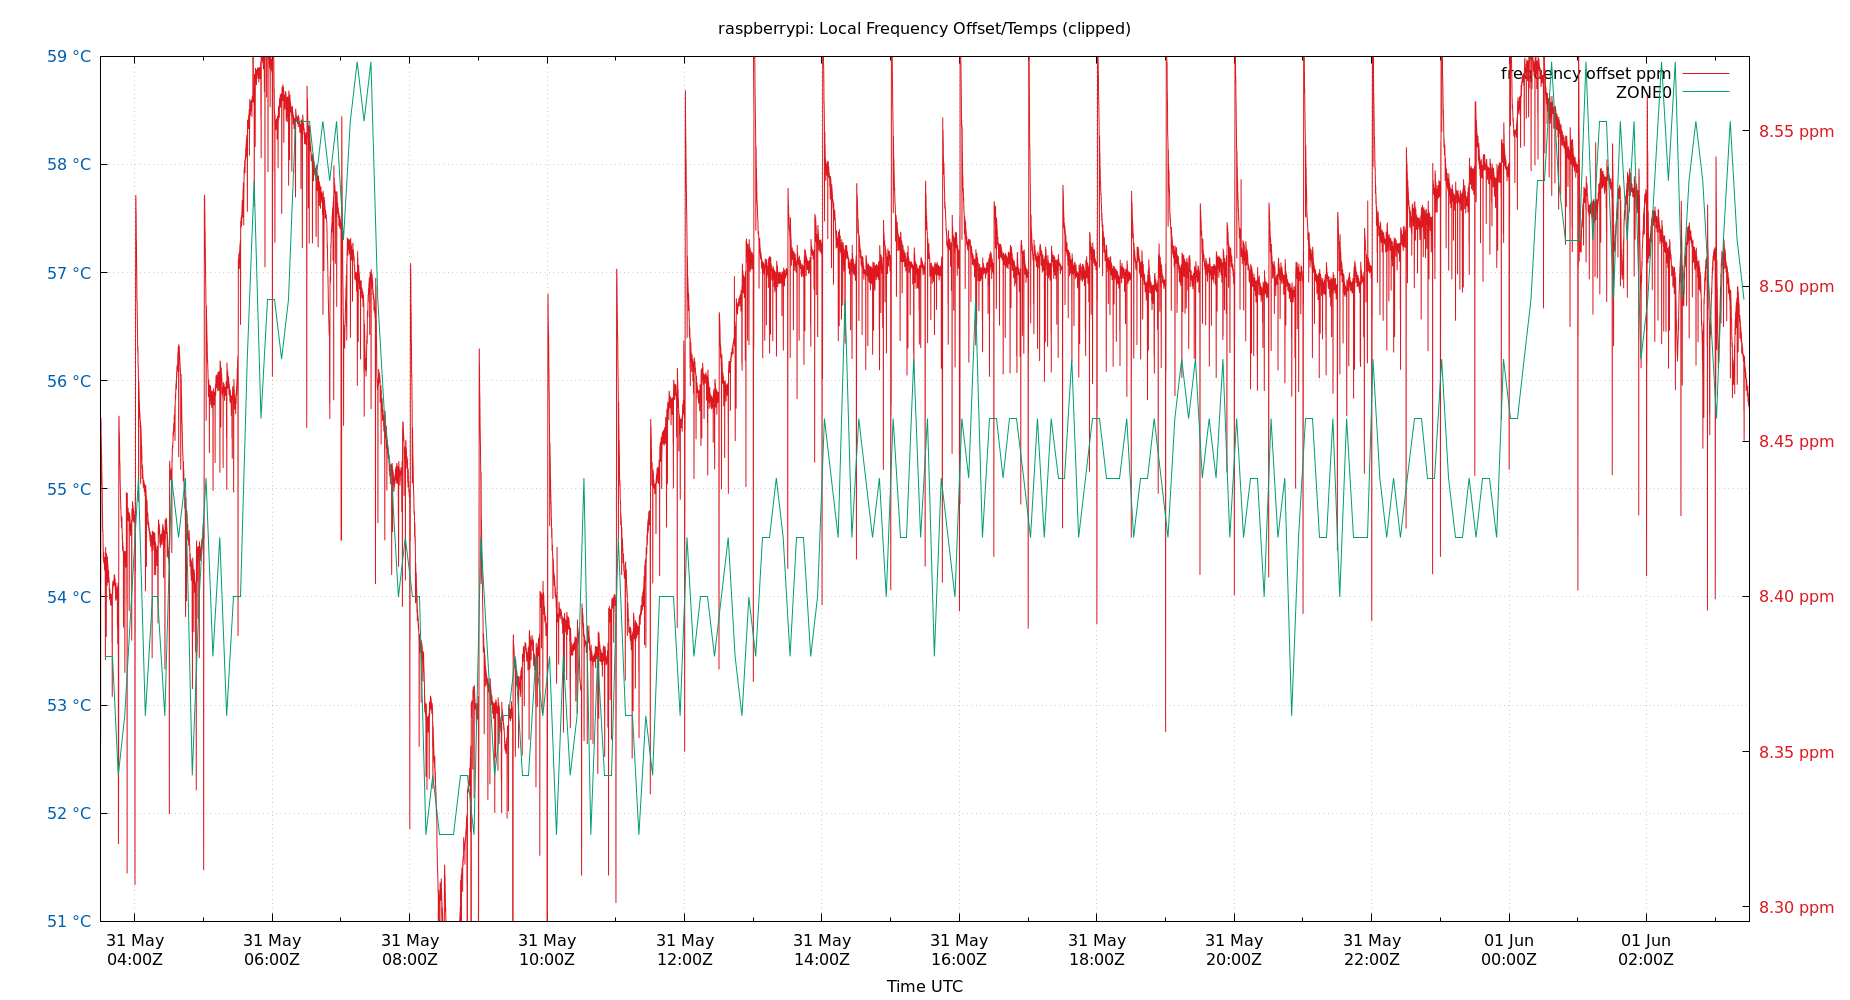 raspberrypi: Local Frequency Offset/Temps (clipped)
frequency offset ppm
ZONE0
59 °C
58 °C
57 °C
56 °C
55 °C
54 °C
53 °C
52 °C
51 °C
8.55 ppm
8.50 ppm
8.45 ppm
8.40 ppm
8.35 ppm
8.30 ppm
31 May 31 May 31 May 31 May 31 May 31 May 31 May 31 May 31 May 31 May 01 Jun 01 Jun
04:00Z 06:00Z 08:00Z 10:00Z 12:00Z 14:00Z 16:00Z 18:00Z 20:00Z 22:00Z 00:00Z 02:00Z
Time UTC